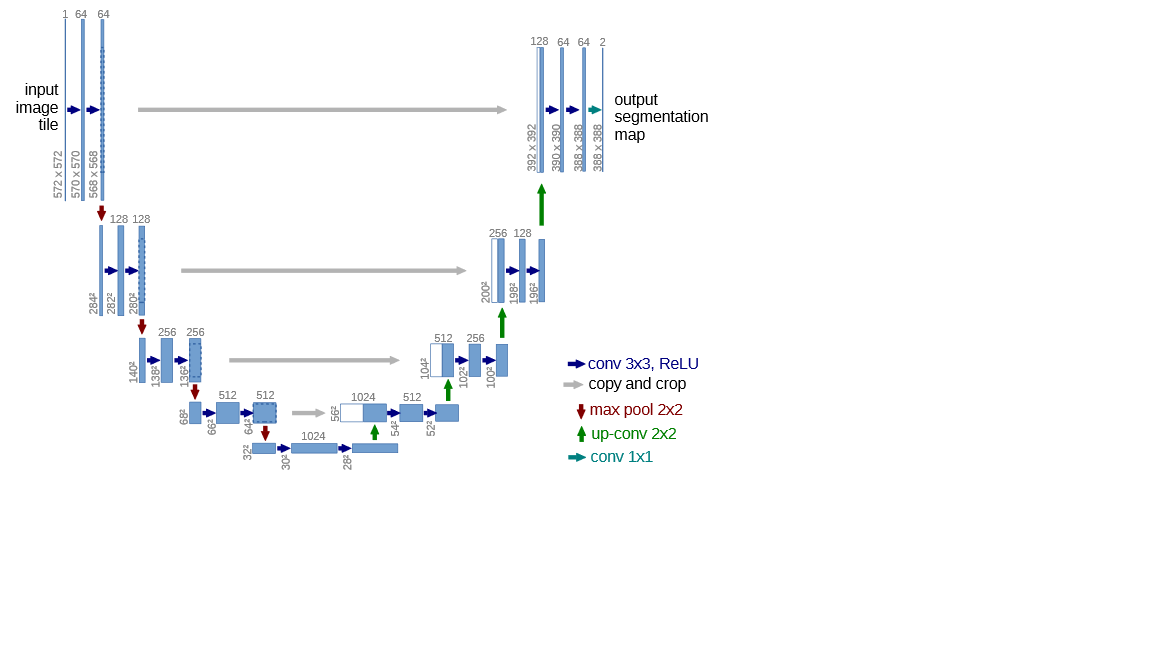 1 64 64
input
image
tile
572 x 572
570 x 570
568 x 568
128 64 64 2
output
segmentation
map
392 x 392
390 x 390
388 x 388
388 x 388
128 128
284²
282²
280²
256 128
200²
198²
196²
256 256
140²
138²
136²
512 256
104²
102²
100²
512 512
68²
66²
64²
1024 512
56²
54²
52²
1024
32²
30²
28²
conv 3x3, ReLU
copy and crop
max pool 2x2
up-conv 2x2
conv 1x1